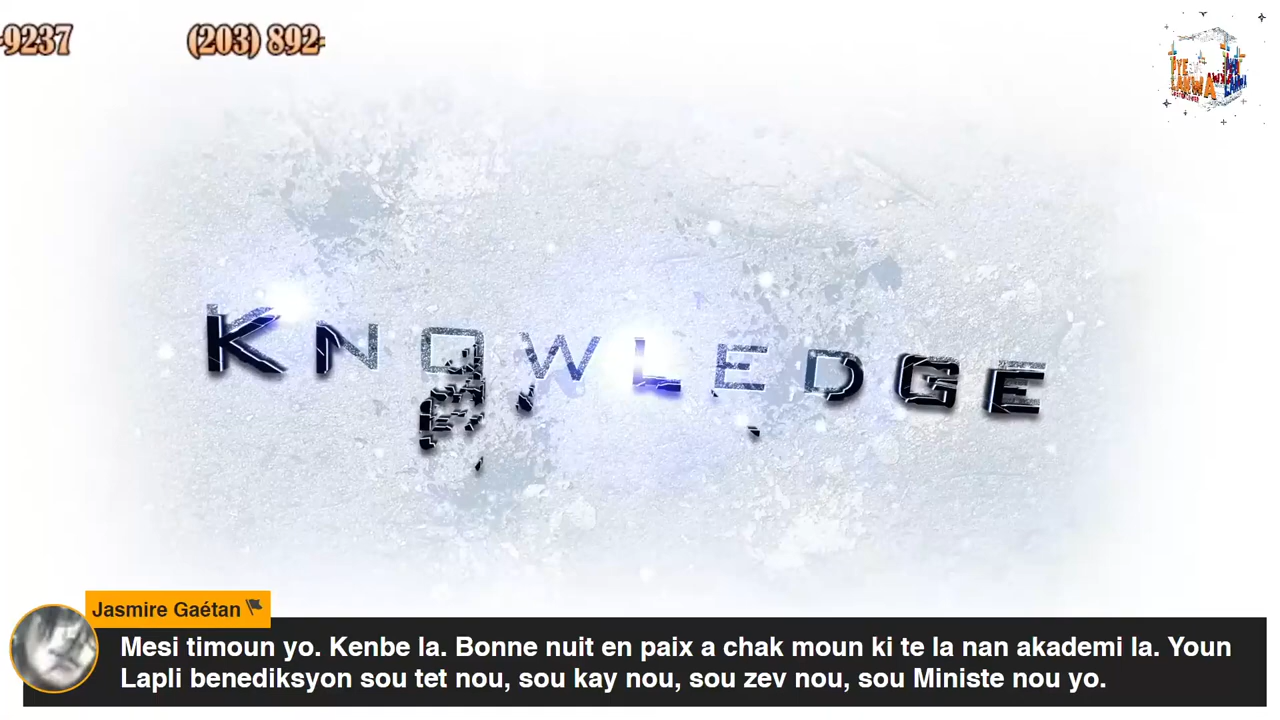 -9237 (203) 892-
KNOWLEDGE
Jasmire Gaétan
Mesi timoun yo. Kenbe la. Bonne nuit en paix a chak moun ki te la nan akademi la. Youn
Lapli benediksyon sou tet nou, sou kay nou, sou zev nou, sou Ministe nou yo.